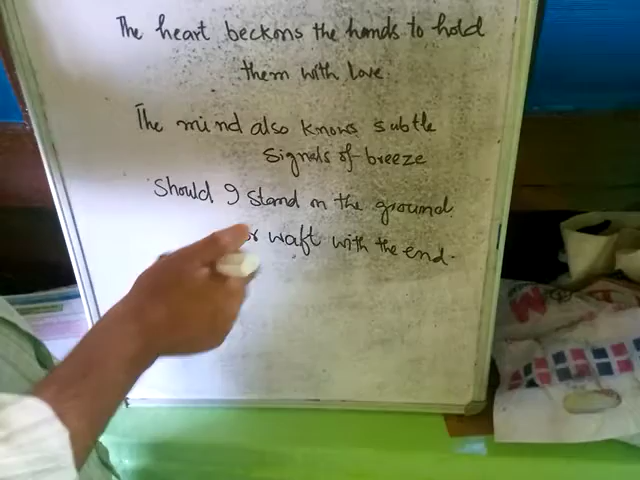 The heart beckons the hands to hold
them with love
The mind also knows subtle
signals of breeze
Should I stand on the ground
or waft with the end.